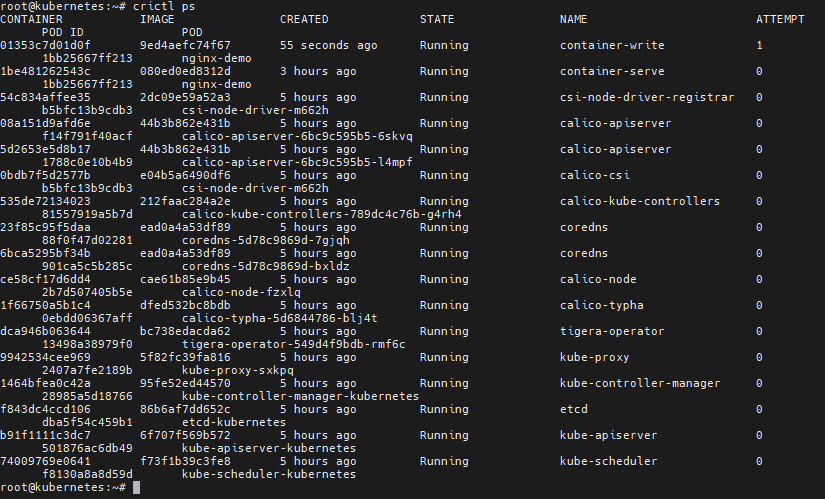 root@kubernetes:~# crictl ps
CONTAINER IMAGE CREATED STATE NAME ATTEMPT
POD ID POD
01353c7d01d0f 9ed4aefc74f67 55 seconds ago Running container-write 1
1bb25667ff213 nginx-demo
1be481262543c 080ed0ed8312d 3 hours ago Running container-serve 0
1bb25667ff213 nginx-demo
54c834affee35 2dc09e59a52a3 5 hours ago Running csi-node-driver-registrar 0
b5bfc13b9cdb3 csi-node-driver-m662h
08a151d9afd6e 44b3b862e431b 5 hours ago Running calico-apiserver 0
f14f791f40acf calico-apiserver-6bc9c595b5-6skvq
5d2653e5d8b17 44b3b862e431b 5 hours ago Running calico-apiserver 0
1788c0e10b4b9 calico-apiserver-6bc9c595b5-l4mpf
0bdb7f5d2577b e04b5a6490df6 5 hours ago Running calico-csi 0
b5bfc13b9cdb3 csi-node-driver-m662h
535de72134023 212faac284a2e 5 hours ago Running calico-kube-controllers 0
81557919a5b7d calico-kube-controllers-789dc4c76b-g4rh4
23f85c95f5daa ead0a4a53df89 5 hours ago Running coredns 0
88f0f47d02281 coredns-5d78c9869d-7gjqh
6bca5295bf34b ead0a4a53df89 5 hours ago Running coredns 0
901ca5c5b285c coredns-5d78c9869d-bxldz
ce58cf17d6dd4 cae61b85e9b45 5 hours ago Running calico-node 0
2b7d507405b5e calico-node-fzxlq
1f66750a5b1c4 dfed532bc8bdb 5 hours ago Running calico-typha 0
0ebdd06367aff calico-typha-5d6844786-blj4t
dca946b063644 bc738edacda62 5 hours ago Running tigera-operator 0
13498a38979f0 tigera-operator-549d4f9bdb-rmf6c
9942534cee969 5f82fc39fa816 5 hours ago Running kube-proxy 0
2407a7fe2189b kube-proxy-sxkpq
1464bfea0c42a 95fe52ed44570 5 hours ago Running kube-controller-manager 0
28985a5d18766 kube-controller-manager-kubernetes
f843dc4ccd106 86b6af7dd652c 5 hours ago Running etcd 0
dba5f54c459b1 etcd-kubernetes
b91f1111c3dc7 6f707f569b572 5 hours ago Running kube-apiserver 0
501876ac6db49 kube-apiserver-kubernetes
74009769e0641 f73f1b39c3fe8 5 hours ago Running kube-scheduler 0
f8130a8a8d59d kube-scheduler-kubernetes
root@kubernetes:~#